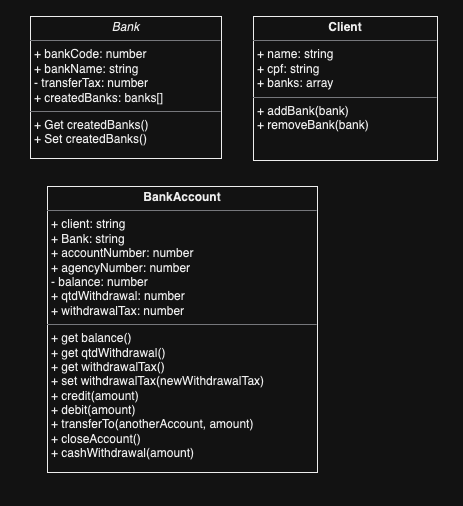 Bank
+ bankCode: number
+ bankName: string
- transferTax: number
+ createdBanks: banks[]
+ Get createdBanks()
+ Set createdBanks()
Client
+ name: string
+ cpf: string
+ banks: array
+ addBank(bank)
+ removeBank(bank)
BankAccount
+ client: string
+ Bank: string
+ accountNumber: number
+ agencyNumber: number
- balance: number
+ qtdWithdrawal: number
+ withdrawalTax: number
+ get balance()
+ get qtdWithdrawal()
+ get withdrawalTax()
+ set withdrawalTax(newWithdrawalTax)
+ credit(amount)
+ debit(amount)
+ transferTo(anotherAccount, amount)
+ closeAccount()
+ cashWithdrawal(amount)